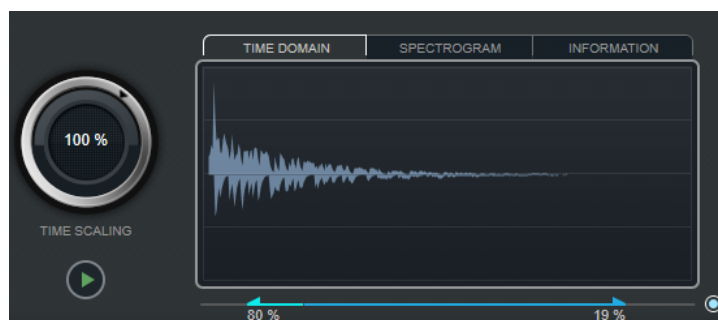 TIME DOMAIN
SPECTROGRAM
INFORMATION
100 %
TIME SCALING
80 %
19 %